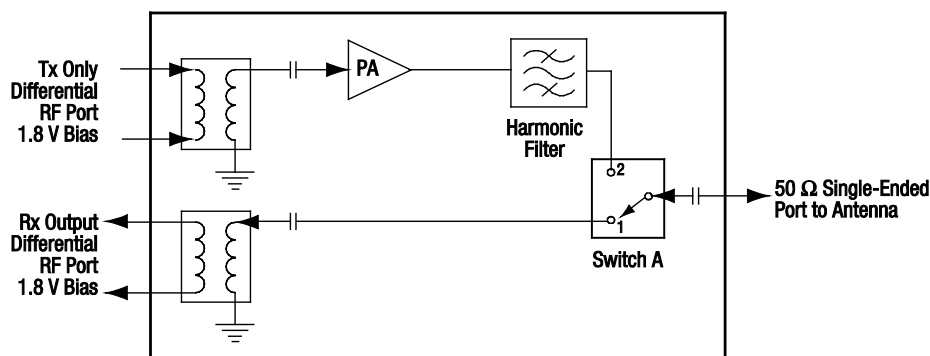 Tx Only
Differential
RF Port
1.8 V Bias
PA
Harmonic
Filter
2
50 Ω Single-Ended
Port to Antenna
1
Switch A
Rx Output
Differential
RF Port
1.8 V Bias